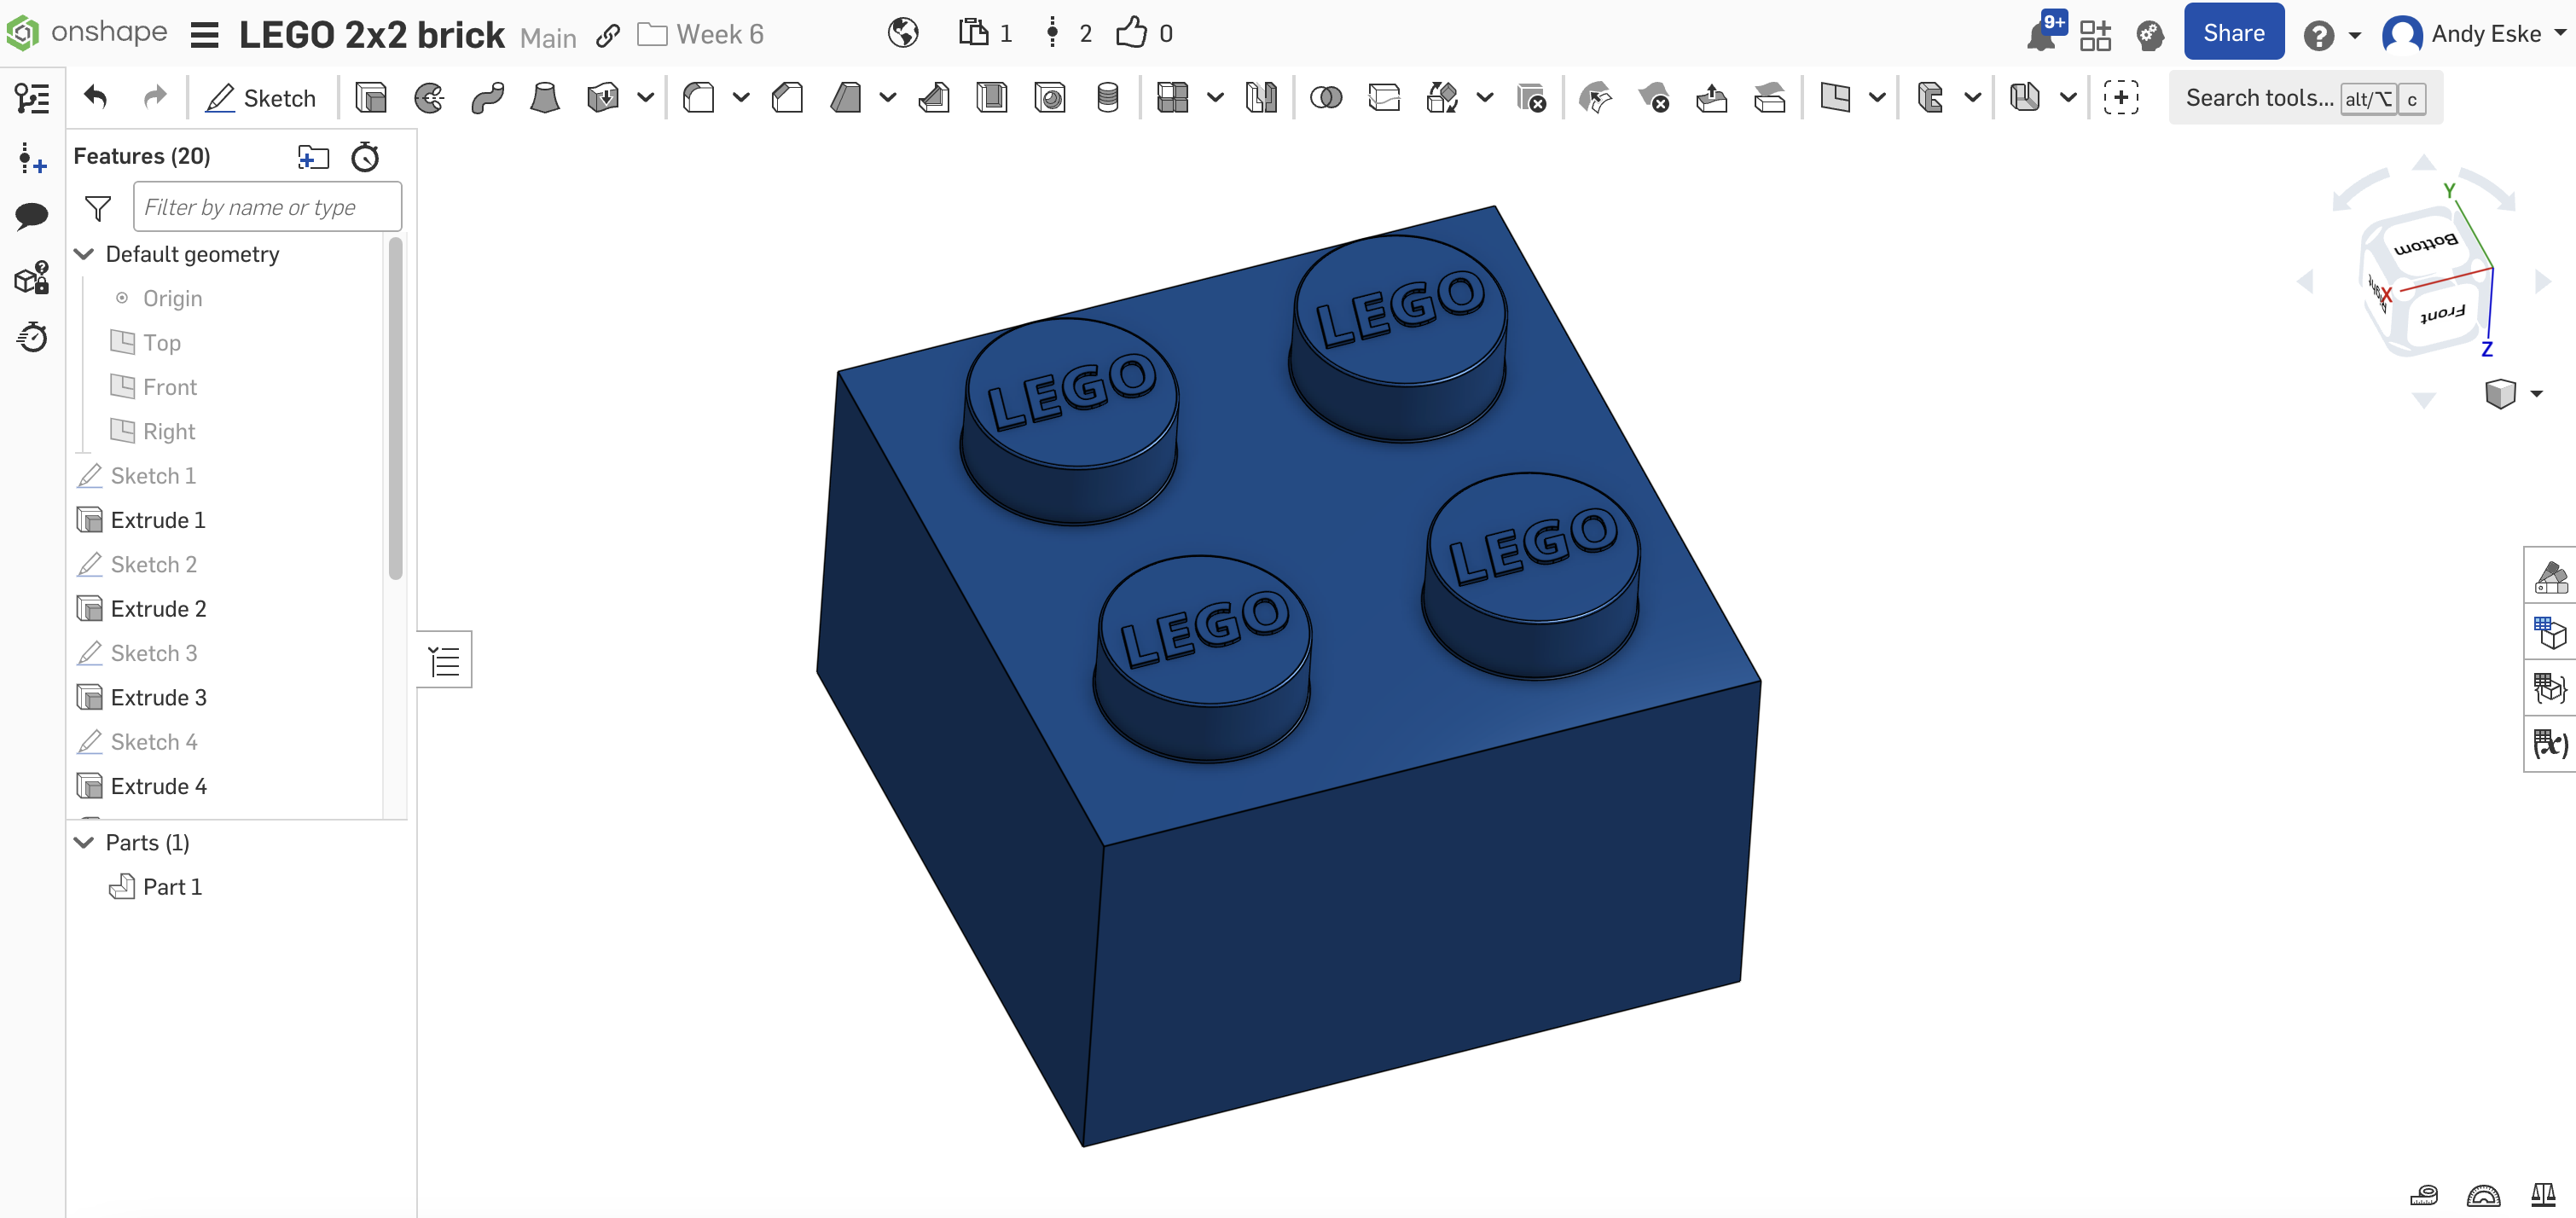 onshape LEGO 2x2 brick Main Week 6 1 2 0 9+ Share Andy Eske
Sketch Search tools... alt/⌥ c
Features (20)
Filter by name or type
Default geometry
Origin
Top
Front
Right
Sketch 1
Extrude 1
Sketch 2
Extrude 2
Sketch 3
Extrude 3
Sketch 4
Extrude 4
Parts (1)
Part 1
LEGO
LEGO
LEGO
LEGO
Y
Bottom
X
Right
Front
Z